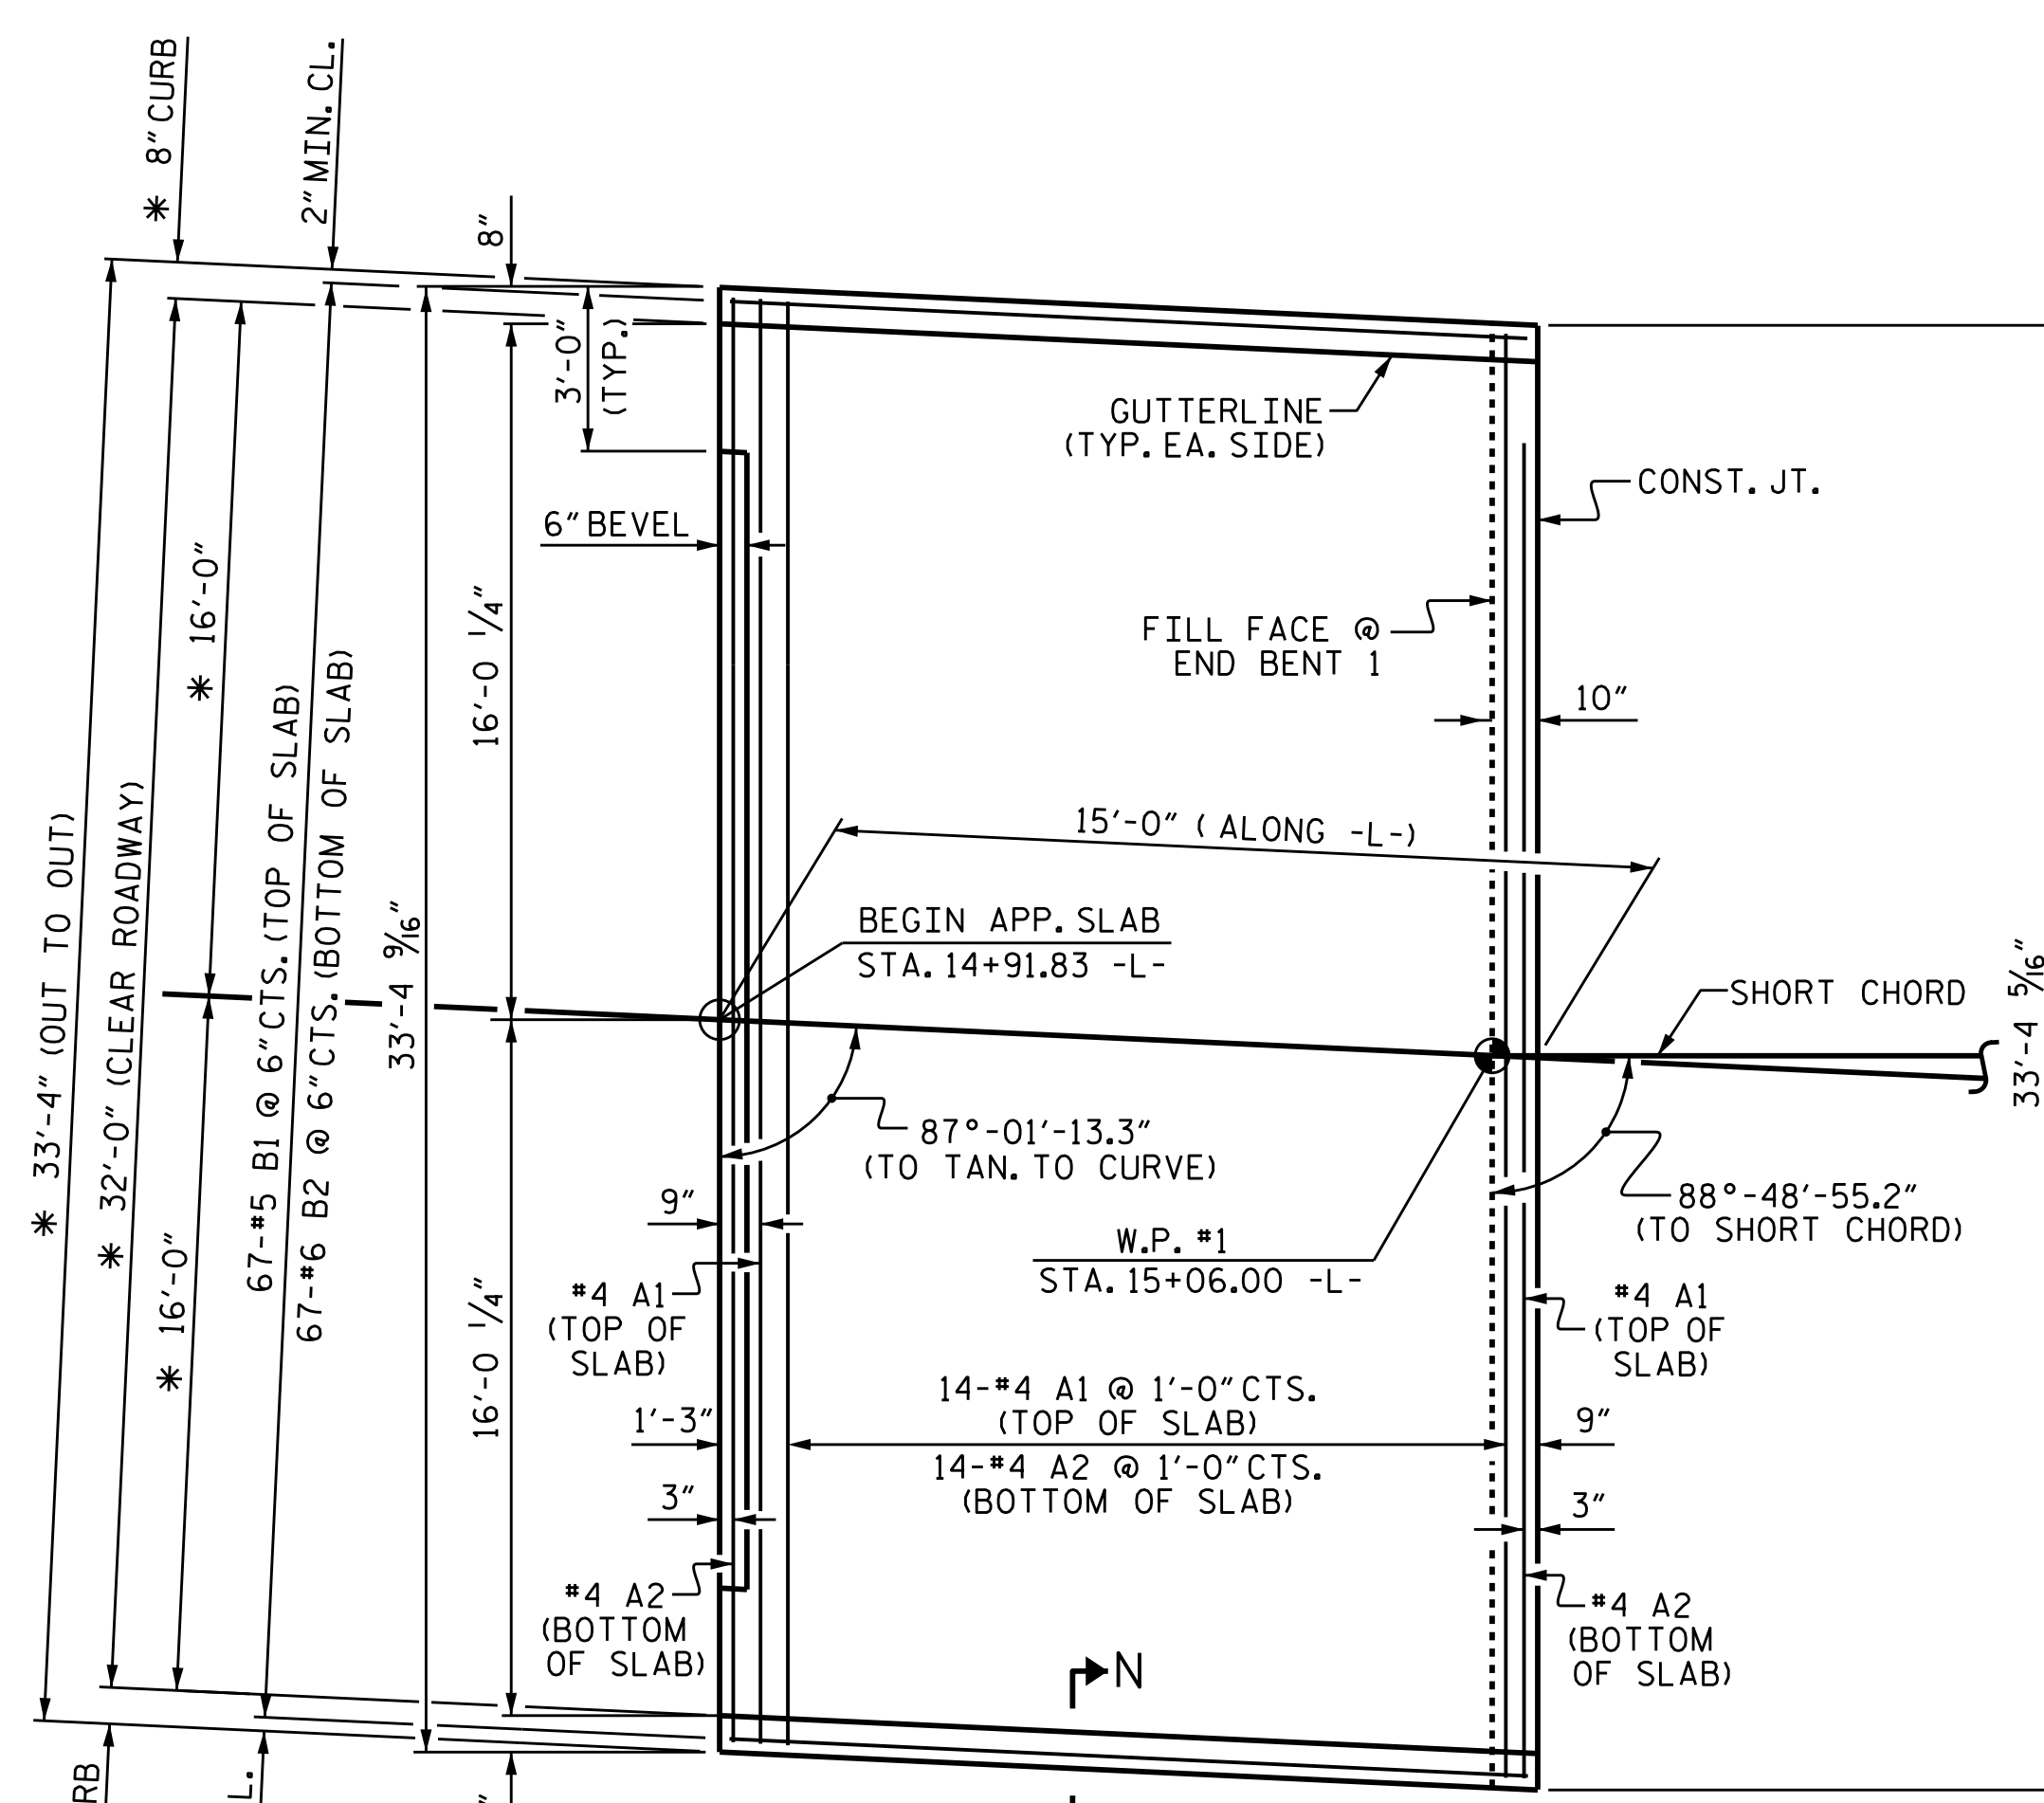 * 8" CURB
2" MIN. CL.
8"
3'-0"
(TYP.)
GUTTERLINE
(TYP. EA. SIDE)
CONST. JT.
6" BEVEL
* 16'-0"
16'-0 1/4"
FILL FACE @
END BENT 1
10"
15'-0" (ALONG -L-)
* 33'-4" (OUT TO OUT)
* 32'-0" (CLEAR ROADWAY)
67-#5 B1 @ 6" CTS. (TOP OF SLAB)
67-#6 B2 @ 6" CTS. (BOTTOM OF SLAB)
33'-4 9/16"
BEGIN APP. SLAB
STA. 14+91.83 -L-
SHORT CHORD
33'-4 5/16"
87°-01'-13.3"
(TO TAN. TO CURVE)
88°-48'-55.2"
(TO SHORT CHORD)
9"
W.P. #1
STA. 15+06.00 -L-
* 16'-0"
16'-0 1/4"
#4 A1
(TOP OF
SLAB)
#4 A1
(TOP OF
SLAB)
1'-3"
14-#4 A1 @ 1'-0" CTS.
(TOP OF SLAB)
14-#4 A2 @ 1'-0" CTS.
(BOTTOM OF SLAB)
9"
3"
3"
#4 A2
(BOTTOM
OF SLAB)
#4 A2
(BOTTOM
OF SLAB)
N
RB
L.
"